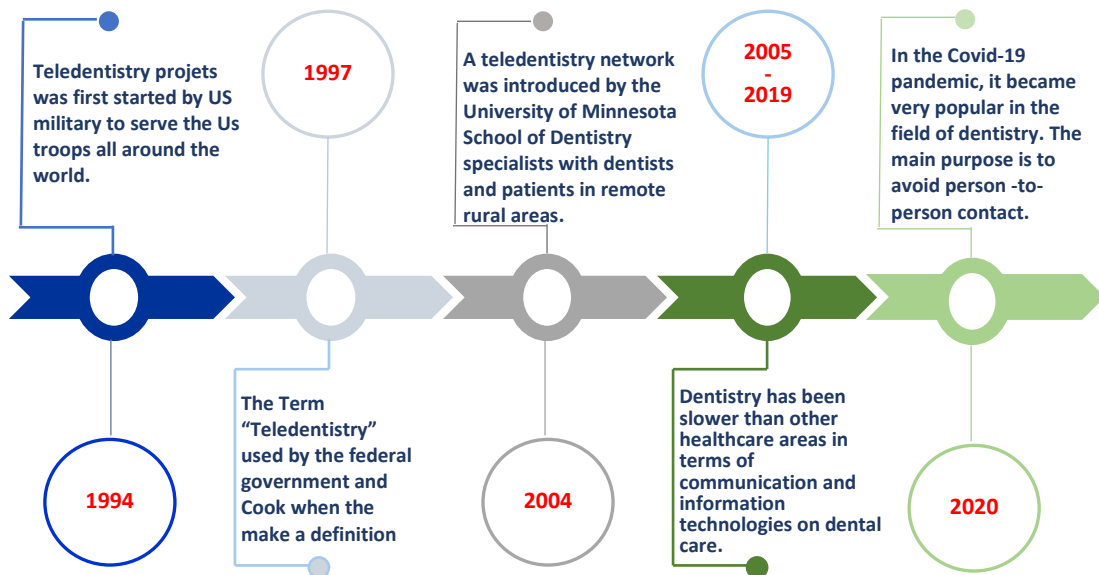 Teledentistry projets
was first started by US
military to serve the Us
troops all around the
world.
1994
1997
The Term
“Teledentistry”
used by the federal
government and
Cook when the
make a definition
A teledentistry network
was introduced by the
University of Minnesota
School of Dentistry
specialists with dentists
and patients in remote
rural areas.
2004
2005
-
2019
Dentistry has been
slower than other
healthcare areas in
terms of
communication and
information
technologies on dental
care.
In the Covid-19
pandemic, it became
very popular in the
field of dentistry. The
main purpose is to
avoid person -to-
person contact.
2020